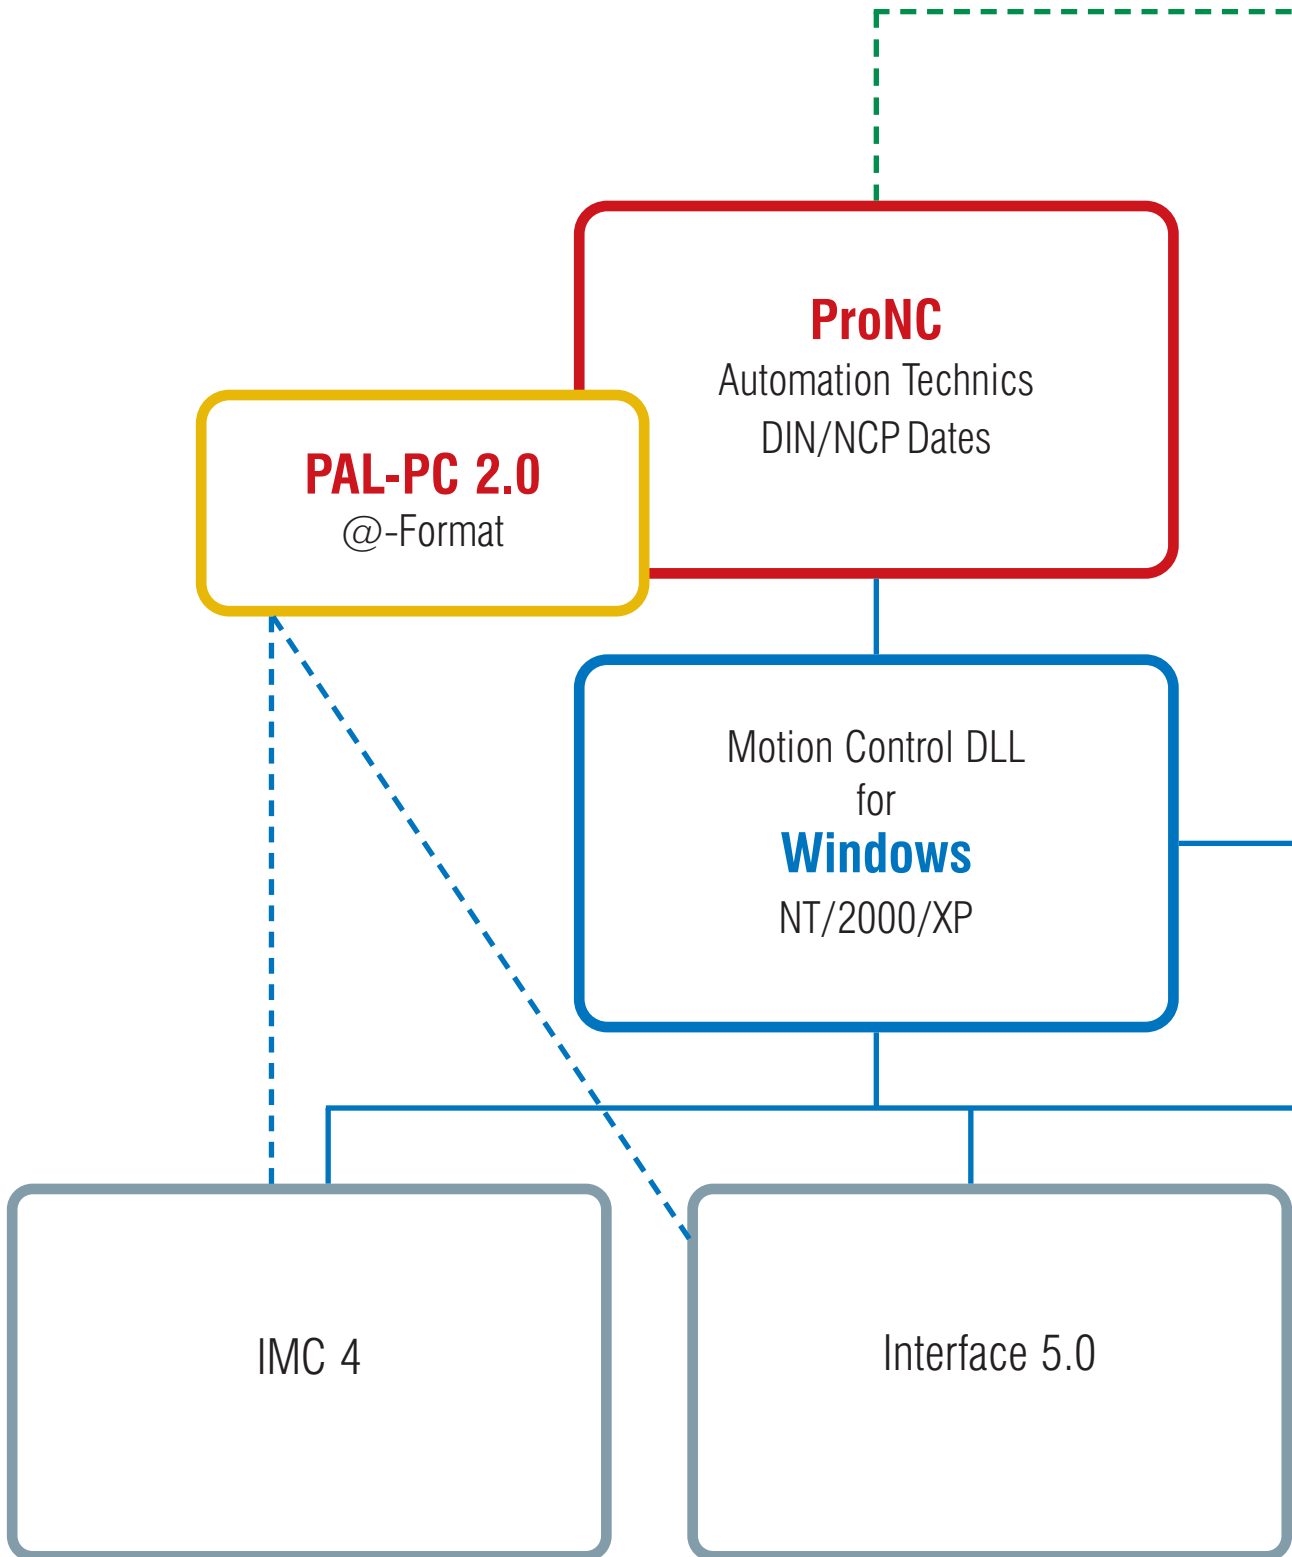 ProNC
Automation Technics
DIN/NCP Dates
PAL-PC 2.0
@-Format
Motion Control DLL
for
Windows
NT/2000/XP
IMC 4
Interface 5.0